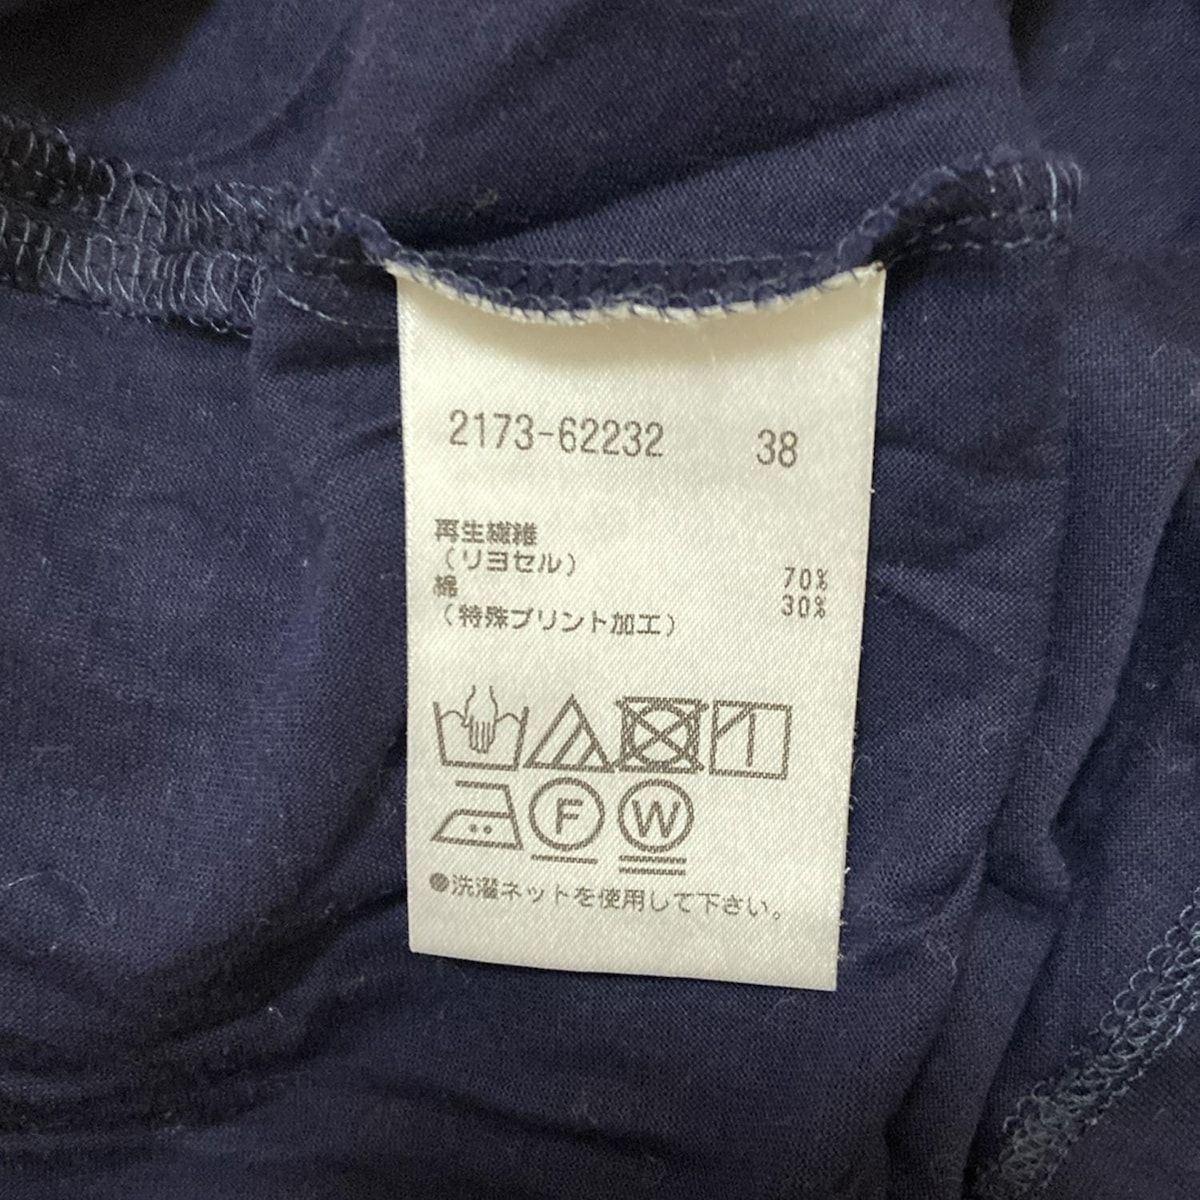 2173-62232 38
再生繊維
（リヨセル） 70%
綿 30%
（特殊プリント加工）
F W
●洗濯ネットを使用して下さい。